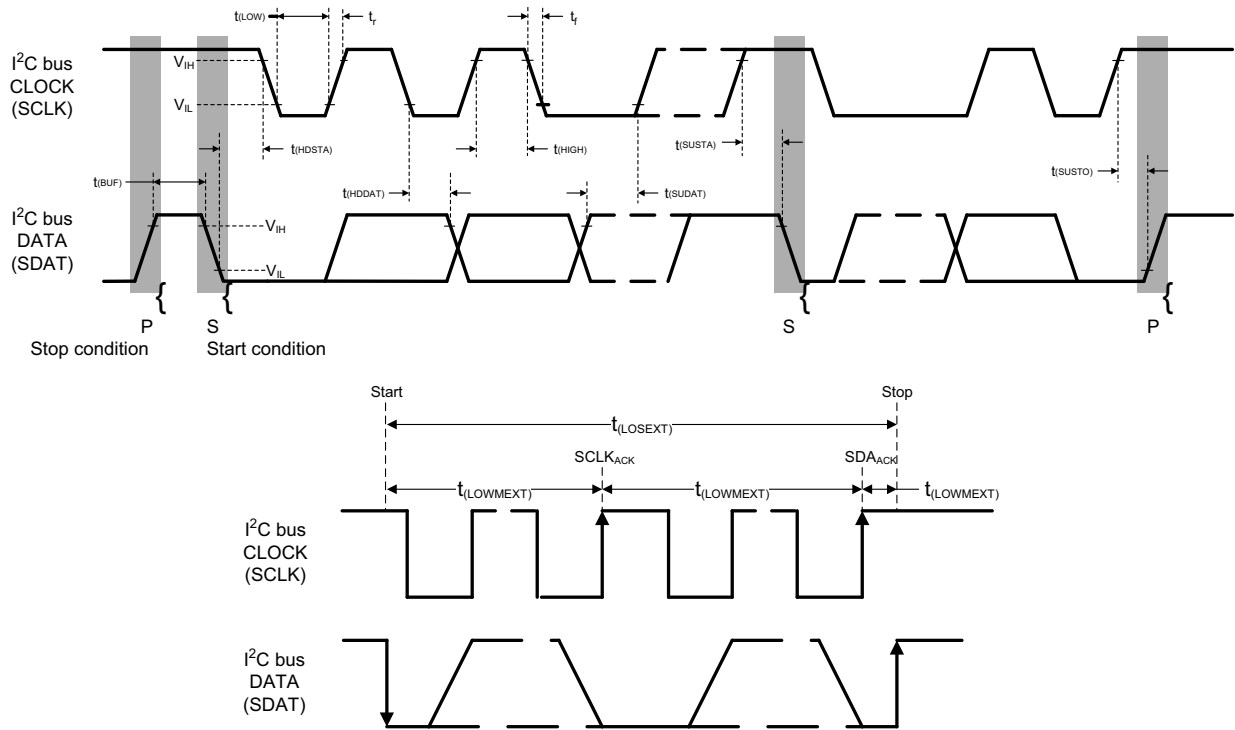 t(LOW)
tr
tf
I2C bus
CLOCK
(SCLK)
VIH
VIL
t(HDSTA)
t(HIGH)
t(SUSTA)
t(BUF)
t(HDDAT)
t(SUDAT)
t(SUSTO)
I2C bus
DATA
(SDAT)
VIH
VIL
P
S
S
P
Stop condition
Start condition
Start
Stop
t(LOSEXT)
SCLKACK
SDAACK
t(LOWMEXT)
t(LOWMEXT)
t(LOWMEXT)
I2C bus
CLOCK
(SCLK)
I2C bus
DATA
(SDAT)